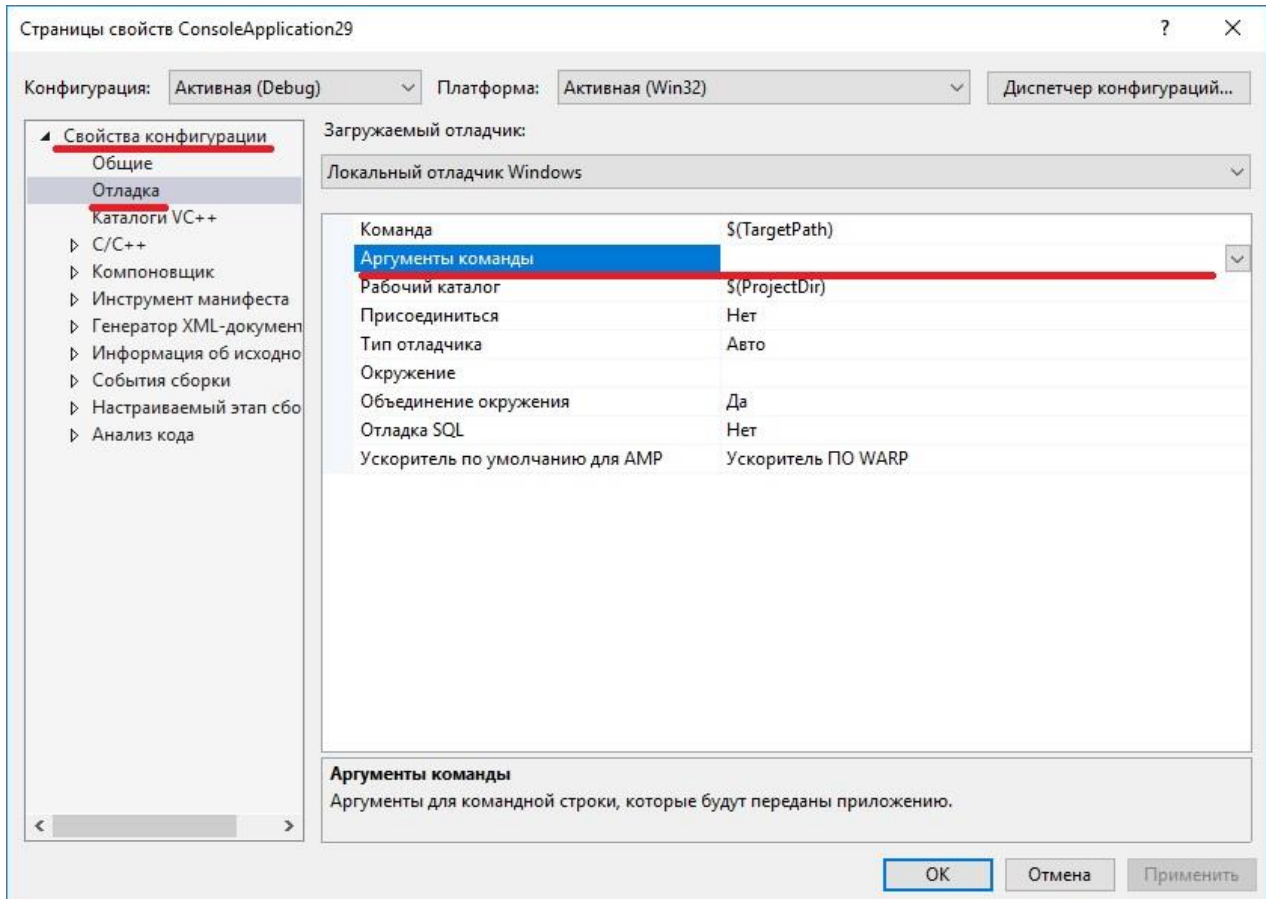 Страницы свойств ConsoleApplication29 ?
Конфигурация: Активная (Debug) Платформа: Активная (Win32) Диспетчер конфигураций...
Свойства конфигурации
Общие
Отладка
Каталоги VC++
C/C++
Компоновщик
Инструмент манифеста
Генератор XML-документ
Информация об исходно
События сборки
Настраиваемый этап сбо
Анализ кода
Загружаемый отладчик:
Локальный отладчик Windows
Команда $(TargetPath)
Аргументы команды
Рабочий каталог $(ProjectDir)
Присоединиться Нет
Тип отладчика Авто
Окружение
Объединение окружения Да
Отладка SQL Нет
Ускоритель по умолчанию для AMP Ускоритель ПО WARP
Аргументы команды
Аргументы для командной строки, которые будут переданы приложению.
OK Отмена Применить